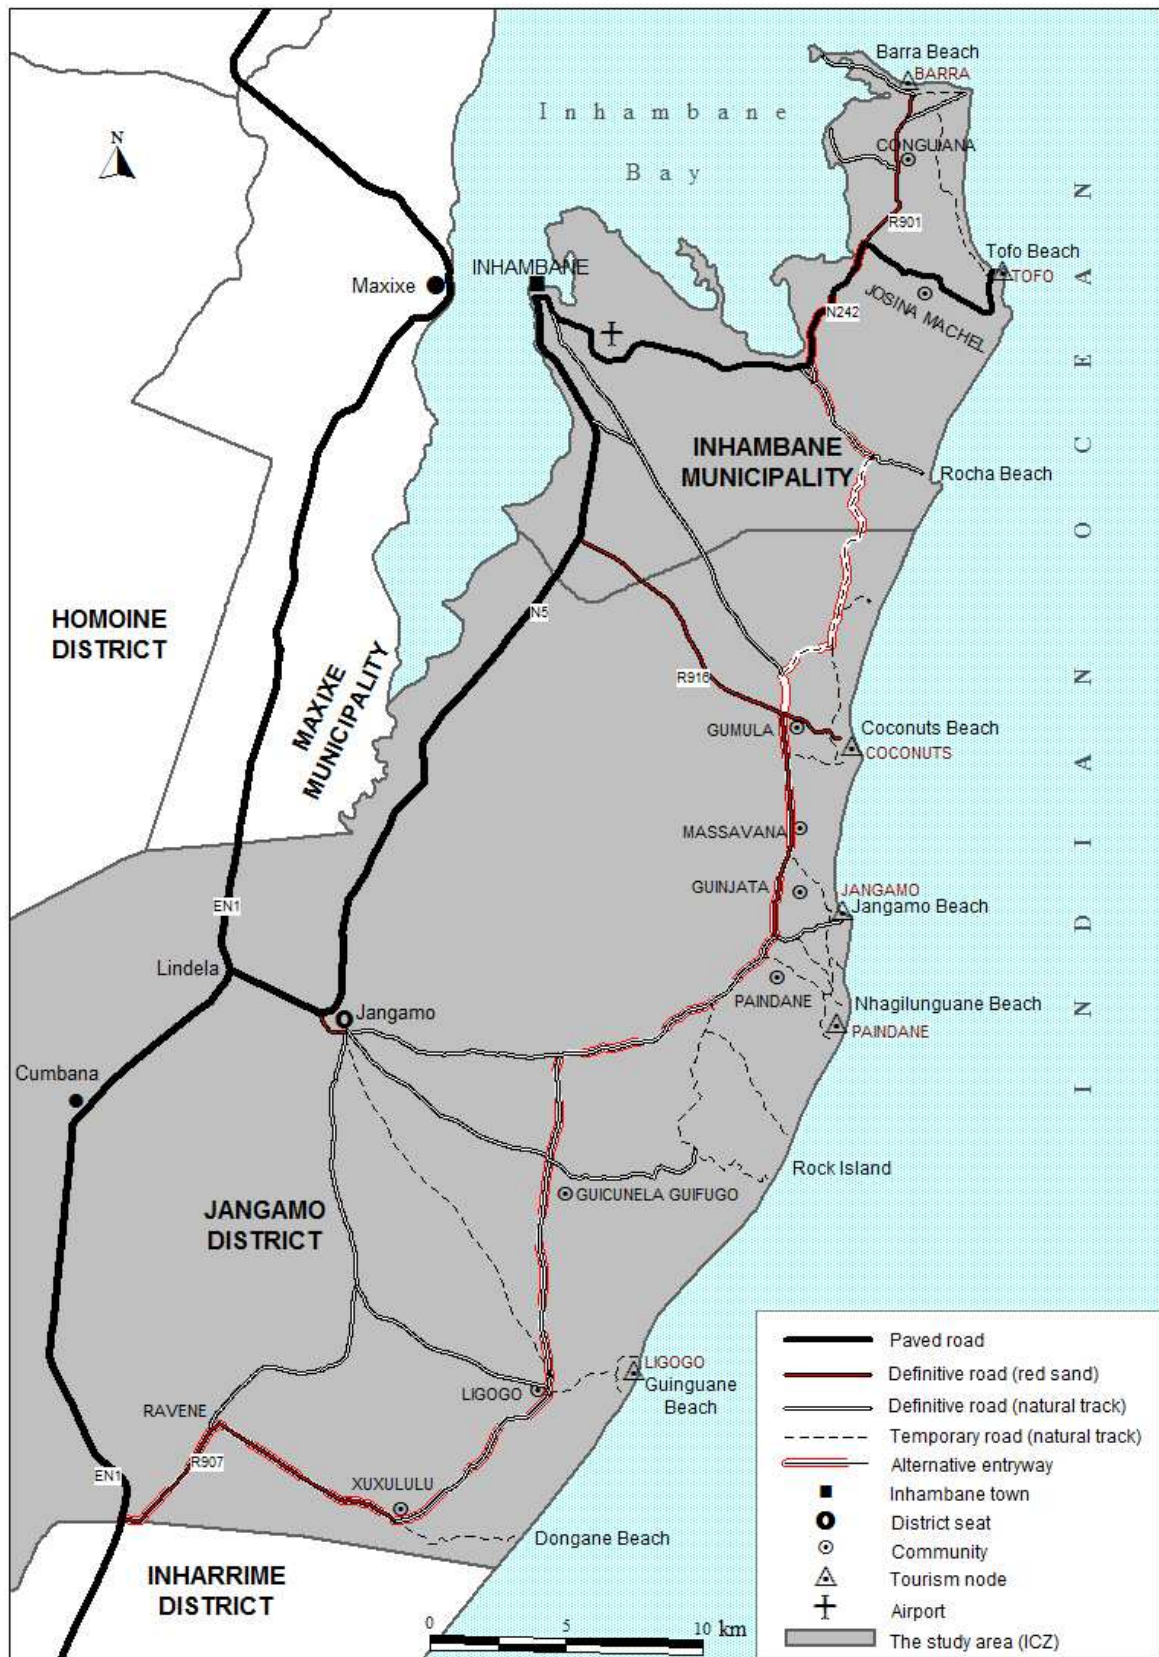 Barra Beach
BARRA
Inhambane
Bay
N
CONGUIANA
R901
INHAMBANE
Maxixe
Tofo Beach
TOFO
JOSINA MACHEL
N242
INHAMBANE
MUNICIPALITY
Rocha Beach
INDIAN OCEAN
HOMOINE
DISTRICT
N5
MAXIXE
MUNICIPALITY
R916
GUMULA
Coconuts Beach
COCONUTS
MASSAVANA
GUINJATA
JANGAMO
Jangamo Beach
EN1
Lindela
Jangamo
PAINDANE
Nhagilunguane Beach
PAINDANE
Cumbana
Rock Island
GUICUNELA GUIFUGO
JANGAMO
DISTRICT
LIGOGO
Guinguane
Beach
LIGOGO
RAVENE
R907
EN1
XUXULULU
Dongane Beach
INHARRIME
DISTRICT
0 5 10 km
Paved road
Definitive road (red sand)
Definitive road (natural track)
Temporary road (natural track)
Alternative entryway
Inhambane town
District seat
Community
Tourism node
Airport
The study area (ICZ)